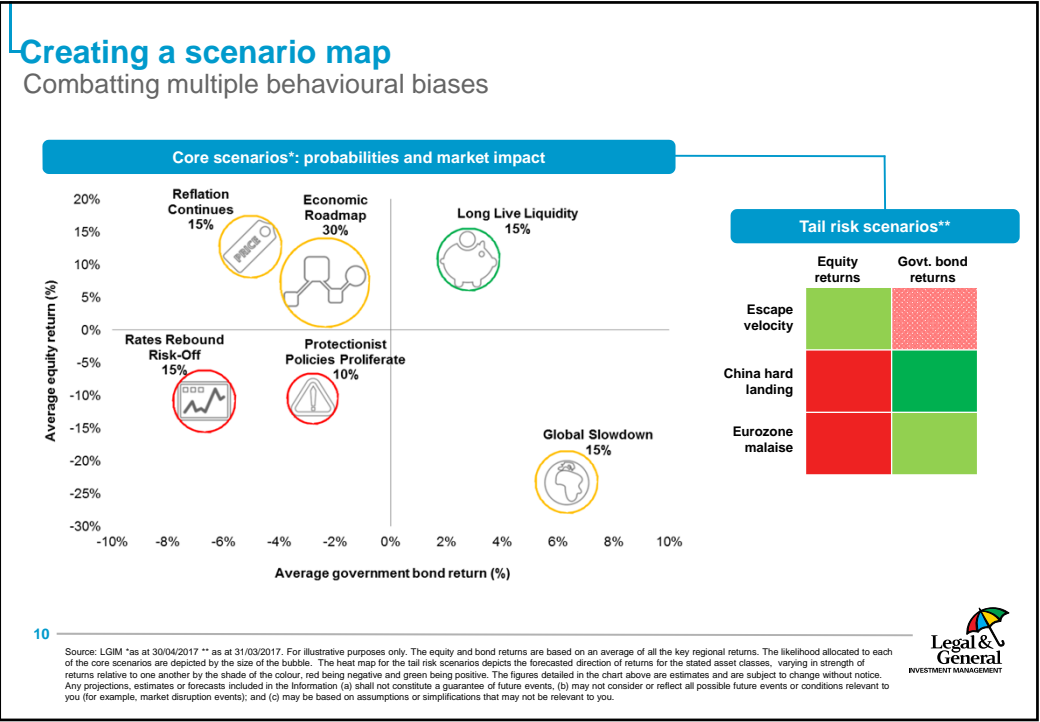 Creating a scenario map
Combatting multiple behavioural biases
Core scenarios*: probabilities and market impact
Average equity return (%)
20%
15%
10%
5%
0%
-5%
-10%
-15%
-20%
-25%
-30%
Reflation
Continues
15%
PRICE
Economic
Roadmap
30%
Long Live Liquidity
15%
Rates Rebound
Risk-Off
15%
Protectionist
Policies Proliferate
10%
Global Slowdown
15%
-10%
-8%
-6%
-4%
-2%
0%
2%
4%
6%
8%
10%
Average government bond return (%)
Tail risk scenarios**
Equity
returns
Govt. bond
returns
Escape
velocity
China hard
landing
Eurozone
malaise
10
Source: LGIM *as at 30/04/2017 ** as at 31/03/2017. For illustrative purposes only. The equity and bond returns are based on an average of all the key regional returns. The likelihood allocated to each
of the core scenarios are depicted by the size of the bubble. The heat map for the tail risk scenarios depicts the forecasted direction of returns for the stated asset classes, varying in strength of
returns relative to one another by the shade of the colour, red being negative and green being positive. The figures detailed in the chart above are estimates and are subject to change without notice.
Any projections, estimates or forecasts included in the Information (a) shall not constitute a guarantee of future events, (b) may not consider or reflect all possible future events or conditions relevant to
you (for example, market disruption events); and (c) may be based on assumptions or simplifications that may not be relevant to you.
Legal &
General
INVESTMENT MANAGEMENT